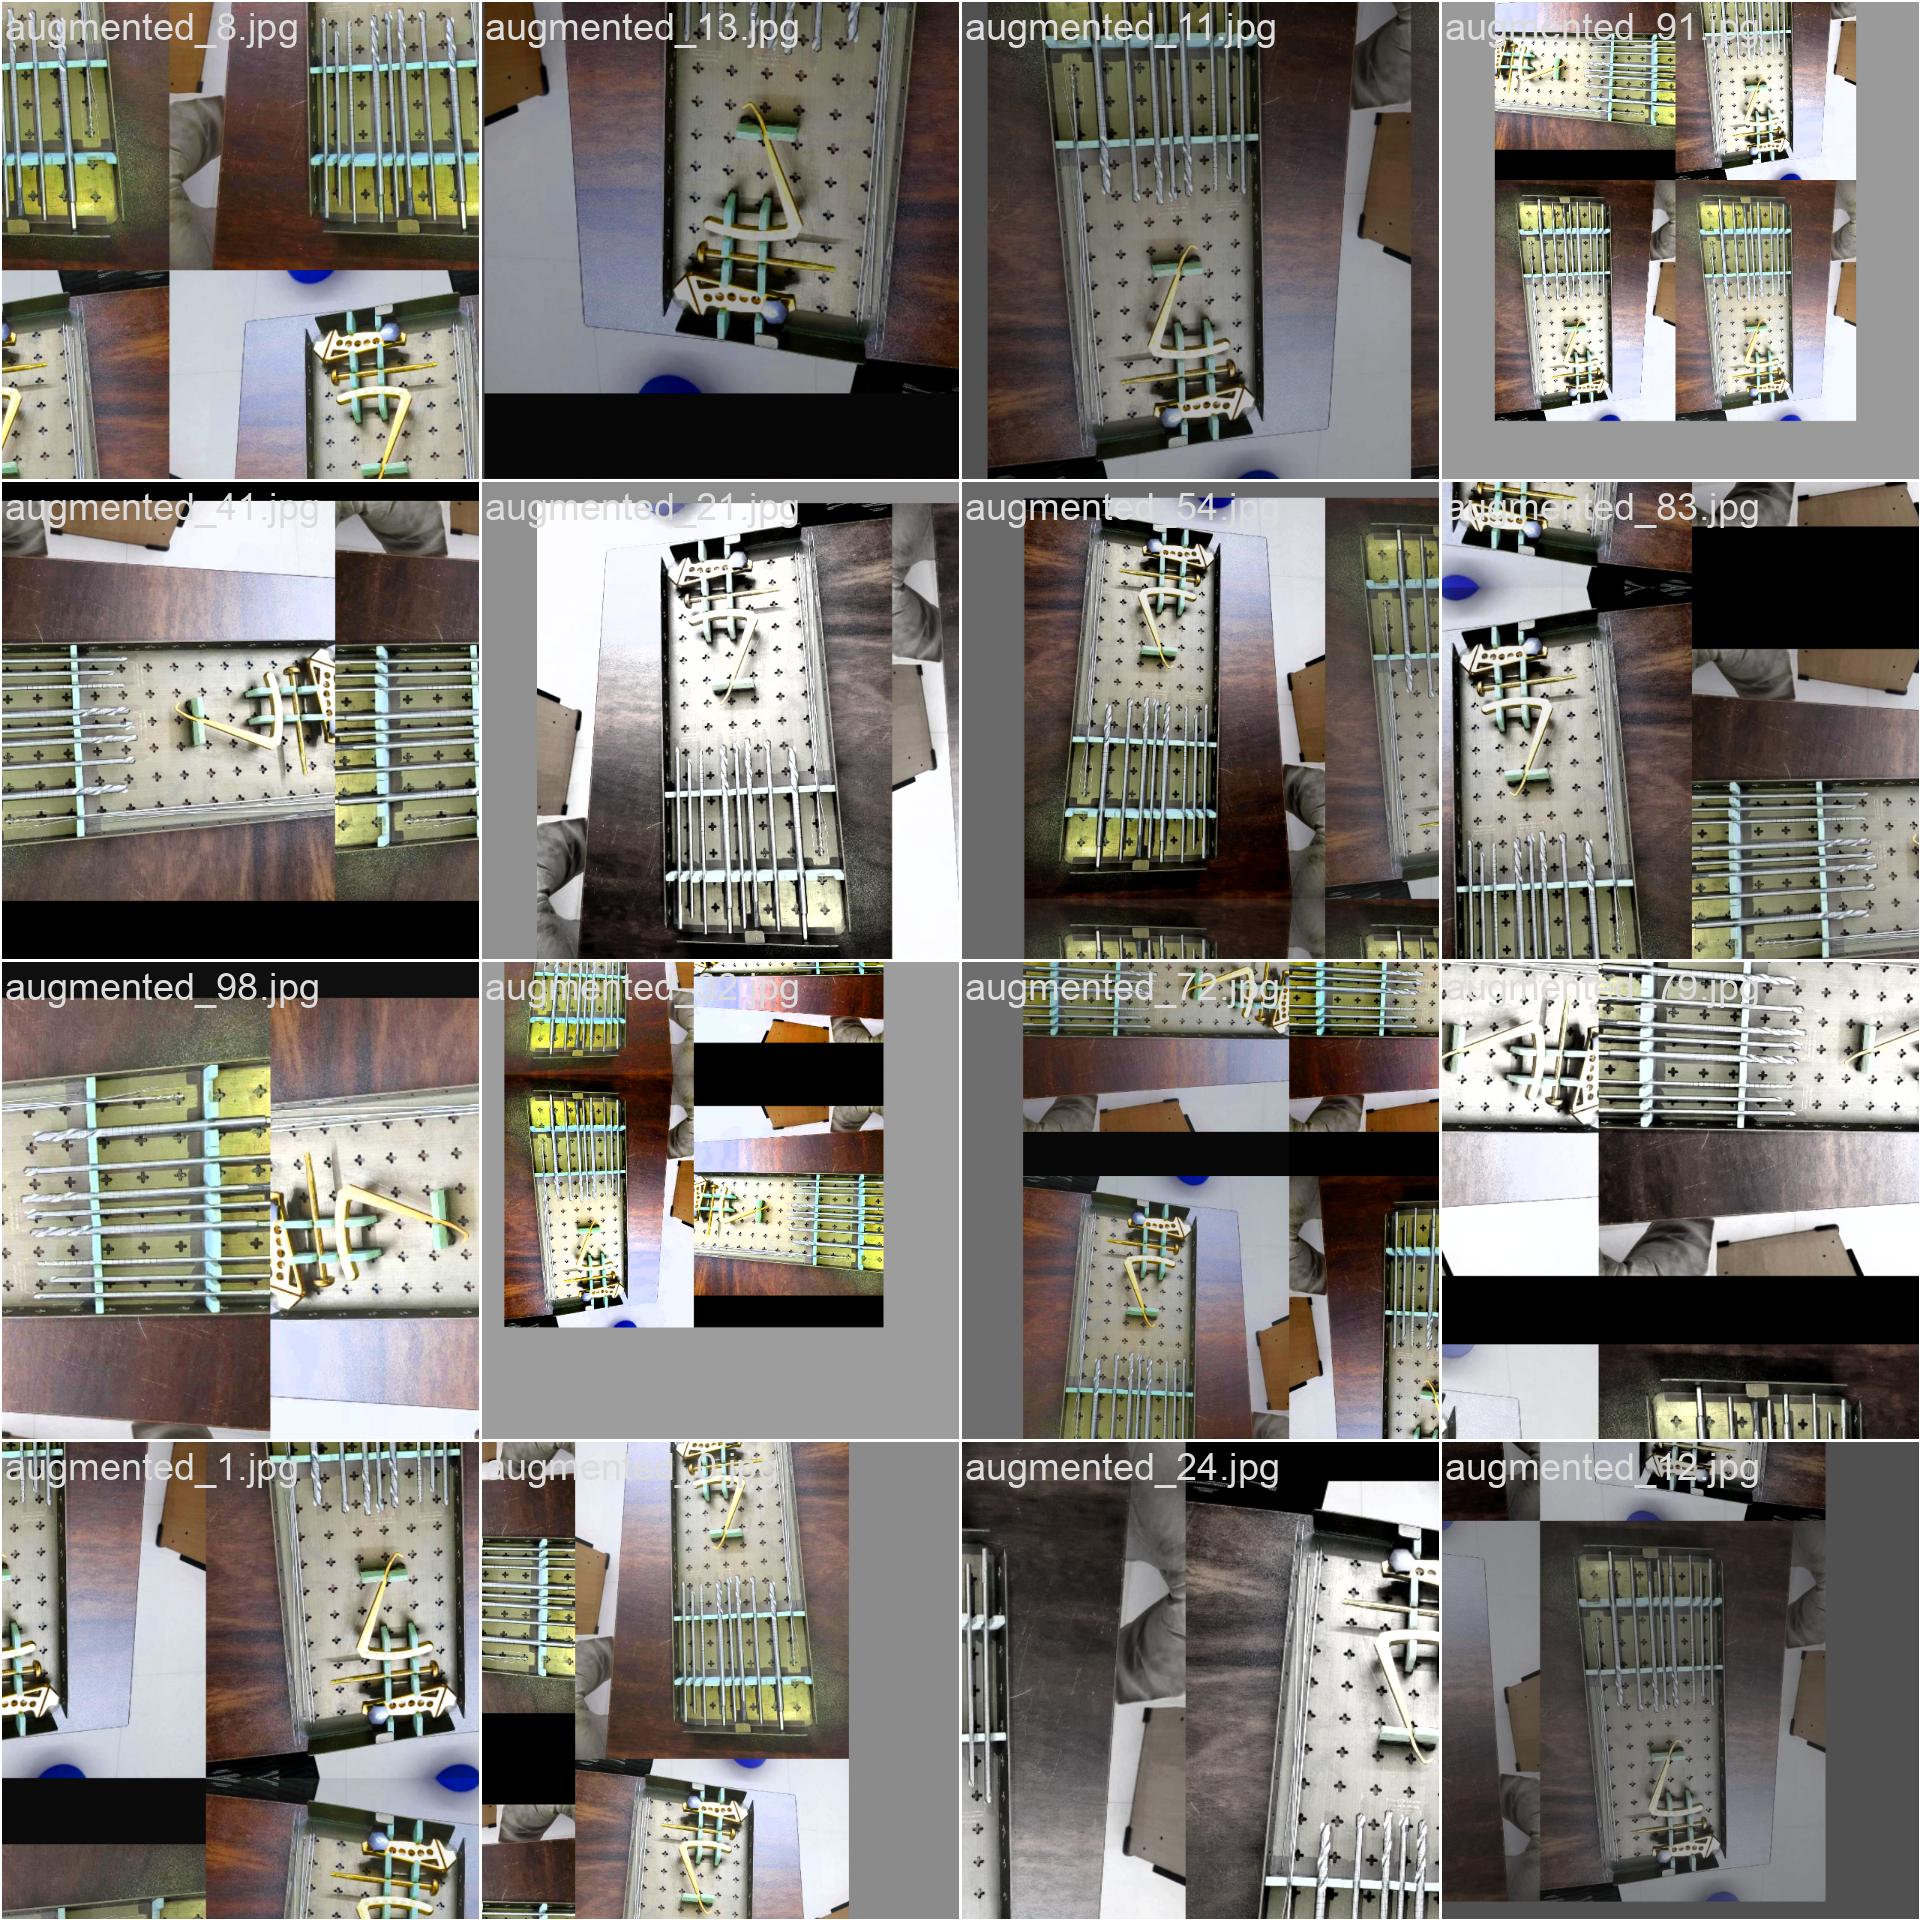 augmented_8.jpg
augmented_13.jpg
augmented_11.jpg
augmented_91.jpg
augmented_41.jpg
augmented_21.jpg
augmented_54.jpg
augmented_83.jpg
augmented_98.jpg
augmented_72.jpg
augmented_79.jpg
augmented_1.jpg
augmented_24.jpg
augmented_12.jpg